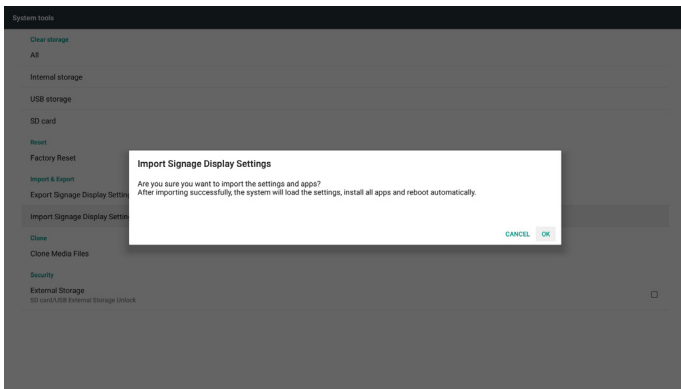 System tools
Clear storage
All
Internal storage
USB storage
SD card
Reset
Factory Reset
Import & Export
Export Signage Display Setting
Import Signage Display Settin
Clone
Clone Media Files
Security
External Storage
SD card/USB External Storage Unlock
Import Signage Display Settings
Are you sure you want to import the settings and apps?
After importing successfully, the system will load the settings, install all apps and reboot automatically.
CANCEL OK